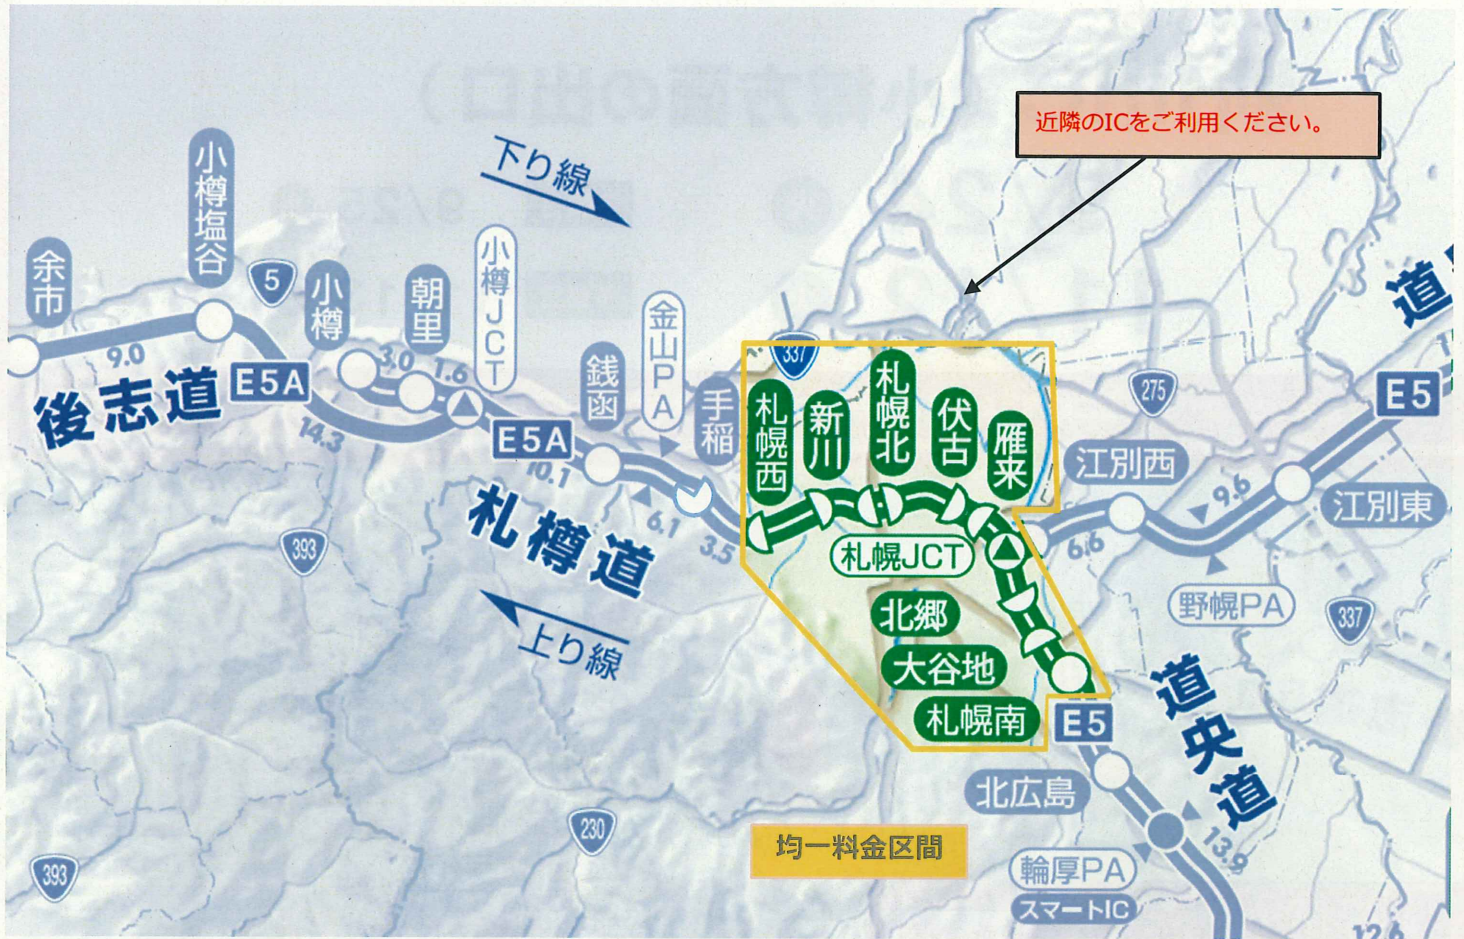 近隣のICをご利用ください。
下り線
小樽塩谷
余市
5
小樽
朝里
小樽JCT
金山PA
銭函
手稲
9.0
3.0
1.6
後志道
E5A
14.3
E5A
10.1
札樽道
6.1
3.5
393
上り線
337
札幌西
新川
札幌北
伏古
雁来
札幌JCT
北郷
大谷地
札幌南
275
E5
道
江別西
江別東
9.6
6.6
野幌PA
337
E5
道央道
北広島
輪厚PA
スマートIC
13.9
12.6
230
393
均一料金区間